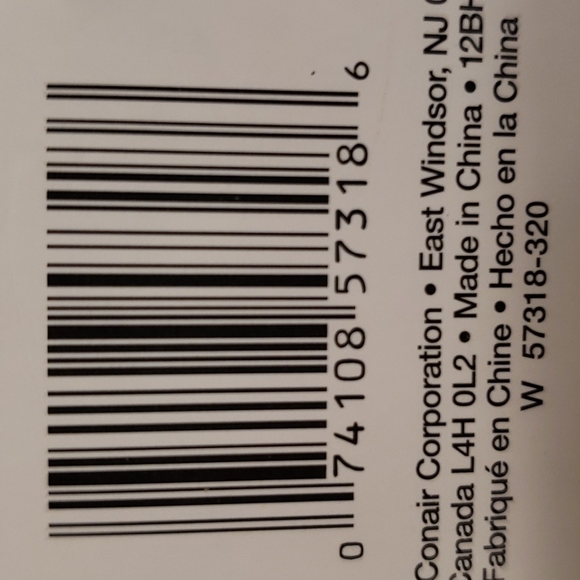 0 74108 57318 6
Conair Corporation • East Windsor, NJ
Canada L4H 0L2 • Made in China •
Fabriqué en Chine • Hecho en la China
W 57318-320